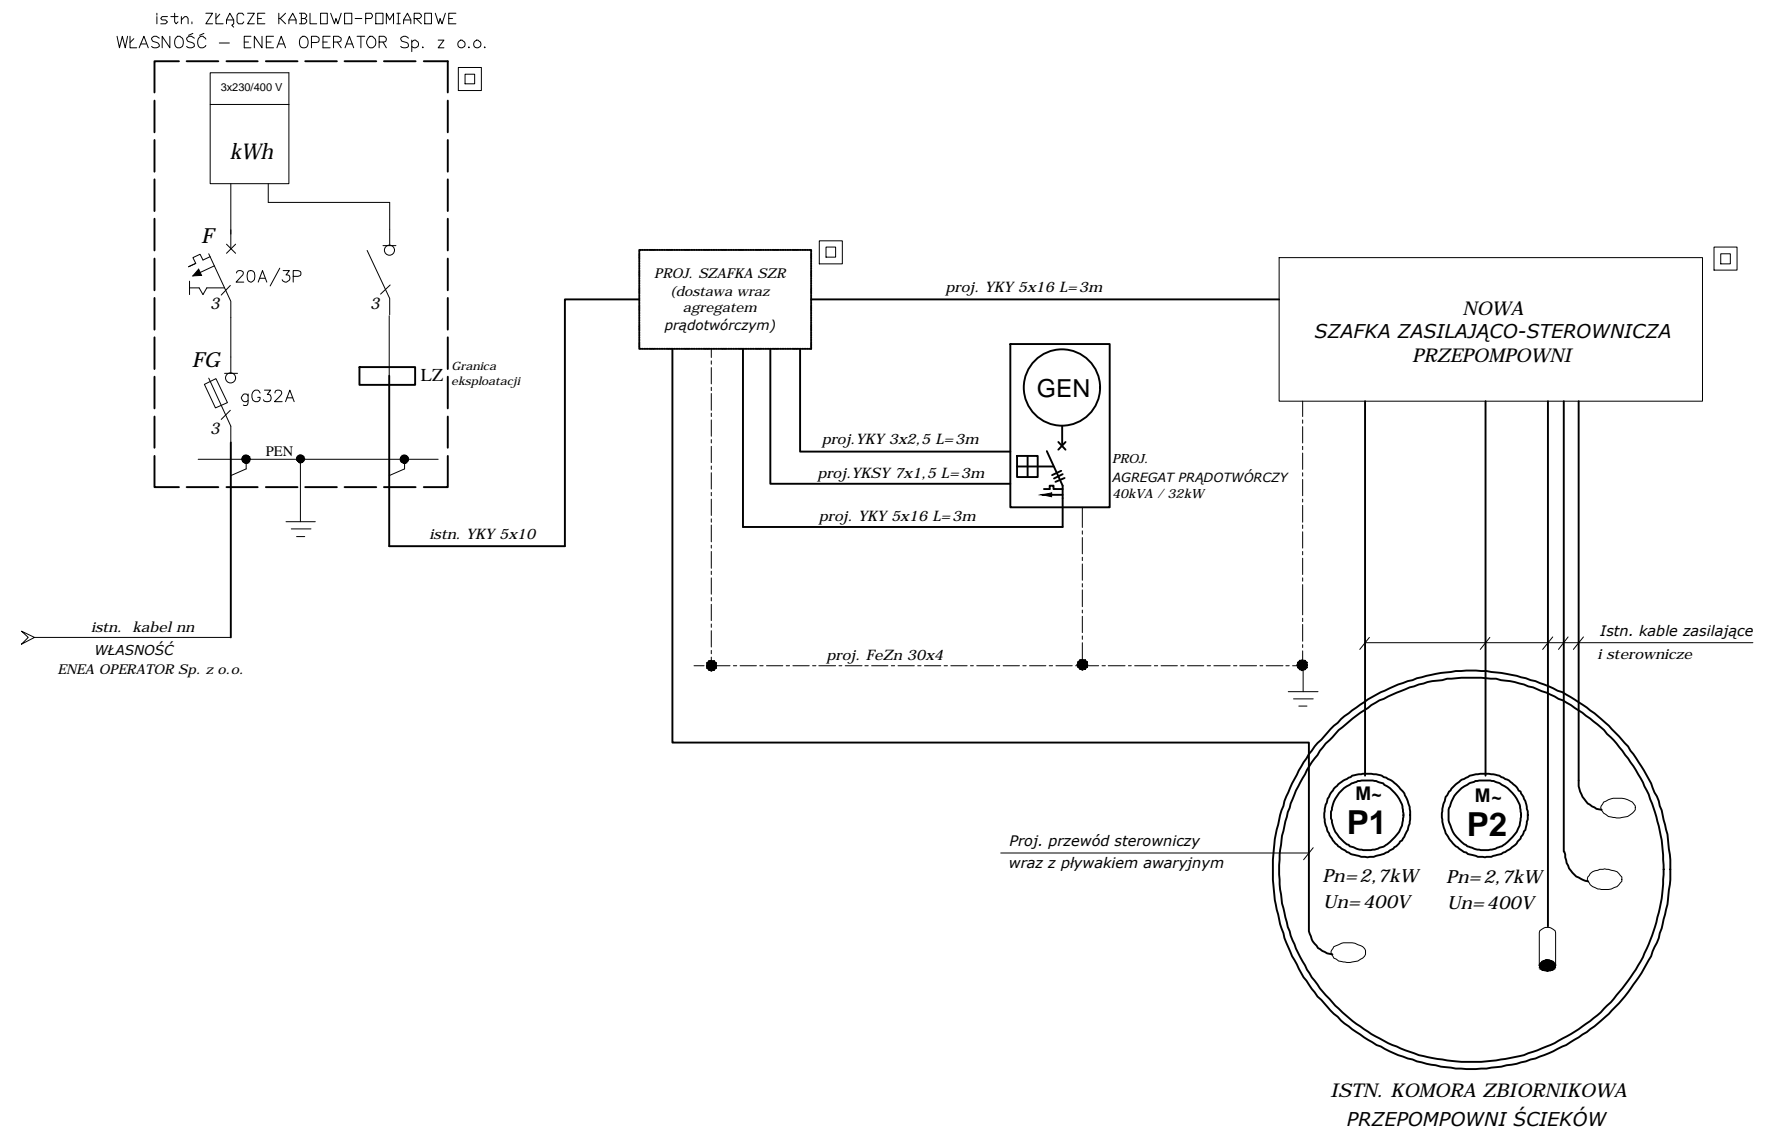 istn. ZŁĄCZE KABLOWO-POMIAROWE
WŁASNOŚĆ – ENEA OPERATOR Sp. z o.o.
3x230/400 V
kWh
F
20A/3P
3
3
FG
gG32A
3
LZ
Granica
eksploatacji
PEN
istn. YKY 5x10
istn. kabel nn
WŁASNOŚĆ
ENEA OPERATOR Sp. z o.o.
PROJ. SZAFKA SZR
(dostawa wraz
agregatem
prądotwórczym)
proj. YKY 5x16 L=3m
NOWA
SZAFKA ZASILAJĄCO-STEROWNICZA
PRZEPOMPOWNI
GEN
proj.YKY 3x2,5 L=3m
proj.YKSY 7x1,5 L=3m
proj. YKY 5x16 L=3m
PROJ.
AGREGAT PRĄDOTWÓRCZY
40kVA / 32kW
proj. FeZn 30x4
Istn. kable zasilające
i sterownicze
M~
P1
M~
P2
Pn=2,7kW
Un=400V
Pn=2,7kW
Un=400V
Proj. przewód sterowniczy
wraz z pływakiem awaryjnym
ISTN. KOMORA ZBIORNIKOWA
PRZEPOMPOWNI ŚCIEKÓW